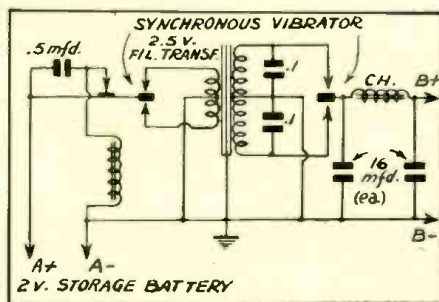 SYNCHRONOUS VIBRATOR
.5 mfd.
2.5 v.
FIL. TRANSF.
.1
.1
CH.
B+
16
mfd.
(ea.)
B-
A+
A-
2 v. STORAGE BATTERY